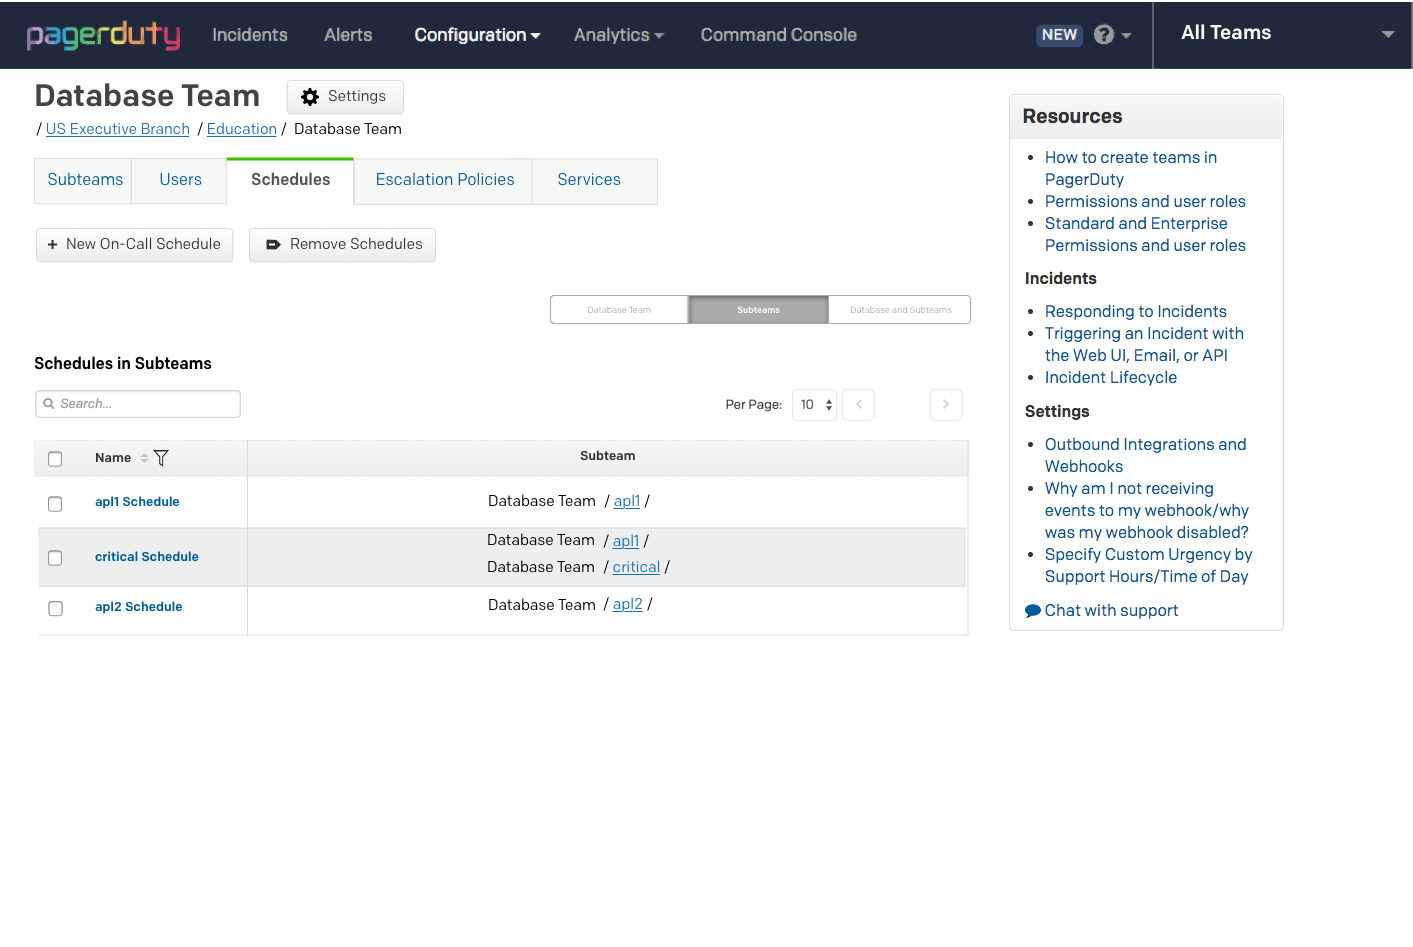 pagerduty Incidents Alerts Configuration Analytics Command Console NEW ? All Teams
Database Team Settings
/ US Executive Branch / Education / Database Team
Subteams Users Schedules Escalation Policies Services
+ New On-Call Schedule Remove Schedules
Database Team Subteams Database and Subteams
Schedules in Subteams
Search... Per Page: 10 < >
Name Subteam
apl1 Schedule Database Team / apl1 /
critical Schedule Database Team / apl1 /
Database Team / critical /
apl2 Schedule Database Team / apl2 /
Resources
• How to create teams in
PagerDuty
• Permissions and user roles
• Standard and Enterprise
Permissions and user roles
Incidents
• Responding to Incidents
• Triggering an Incident with
the Web UI, Email, or API
• Incident Lifecycle
Settings
• Outbound Integrations and
Webhooks
• Why am I not receiving
events to my webhook/why
was my webhook disabled?
• Specify Custom Urgency by
Support Hours/Time of Day
Chat with support